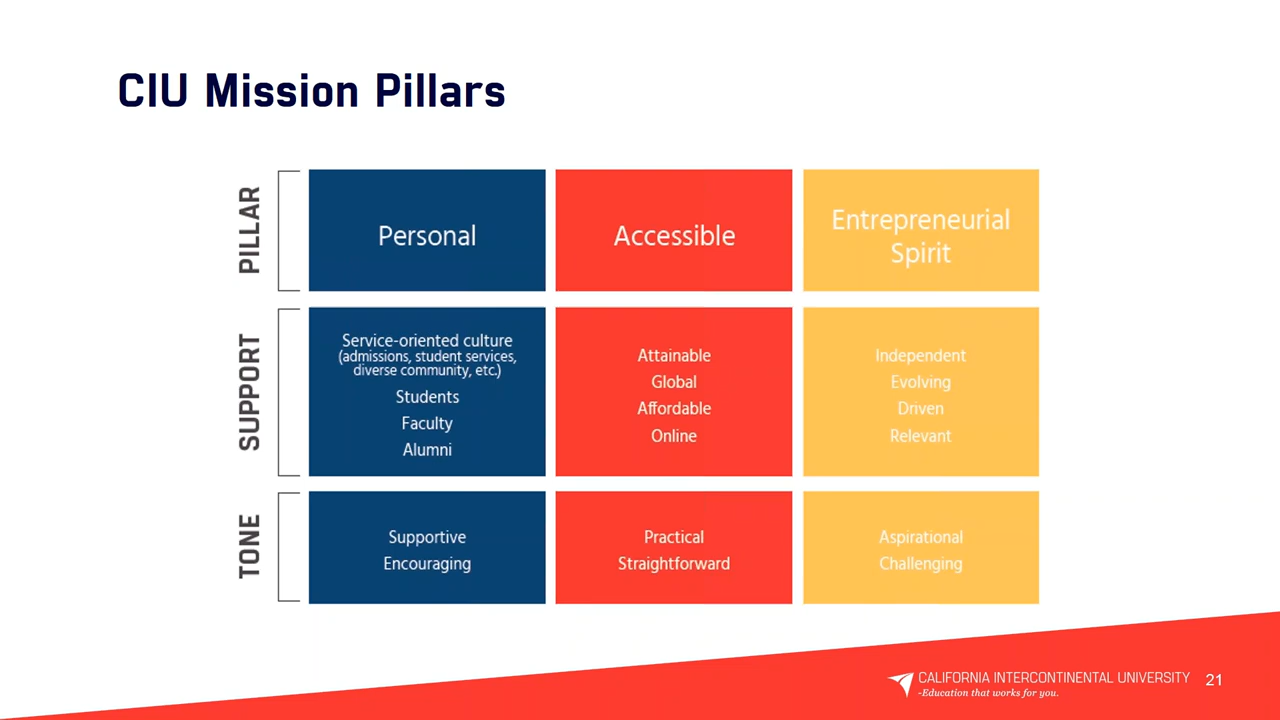 CIU Mission Pillars
PILLAR
Personal
Accessible
Entrepreneurial
Spirit
SUPPORT
Service-oriented culture
(admissions, student services,
diverse community, etc.)
Students
Faculty
Alumni
Attainable
Global
Affordable
Online
Independent
Evolving
Driven
Relevant
TONE
Supportive
Encouraging
Practical
Straightforward
Aspirational
Challenging
CALIFORNIA INTERCONTINENTAL UNIVERSITY
-Education that works for you.
21